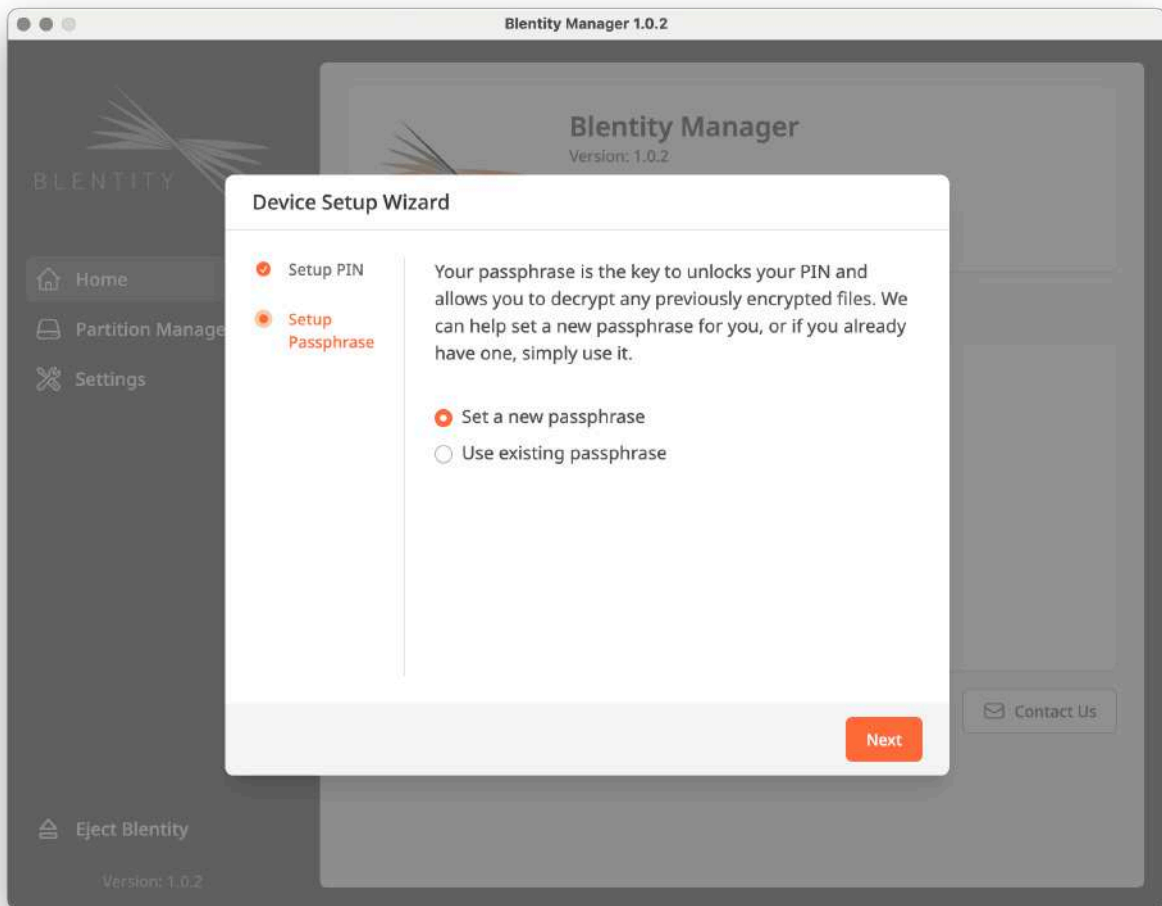 Blentity Manager 1.0.2
BLENTITY
Home
Partition Manage
Settings
Eject Blentity
Version: 1.0.2
Blentity Manager
Version: 1.0.2
Device Setup Wizard
Setup PIN
Setup
Passphrase
Your passphrase is the key to unlocks your PIN and
allows you to decrypt any previously encrypted files. We
can help set a new passphrase for you, or if you already
have one, simply use it.
Set a new passphrase
Use existing passphrase
Next
Contact Us